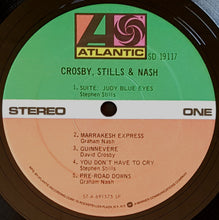 ATLANTIC
SD 19117
CROSBY, STILLS & NASH
1. SUITE: JUDY BLUE EYES
Stephen Stills
STEREO
ONE
2. MARRAKESH EXPRESS
Graham Nash
3. GUINNEVERE
David Crosby
4. YOU DON'T HAVE TO CRY
Stephen Stills
5. PRE-ROAD DOWNS
Graham Nash